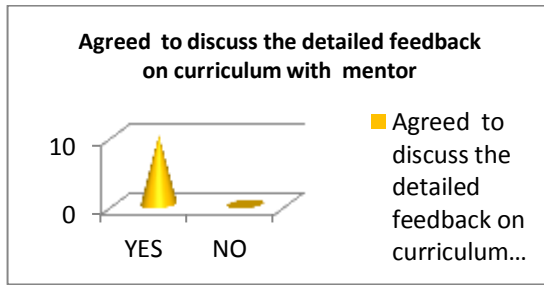 Agreed to discuss the detailed feedback
on curriculum with mentor
10
0
YES NO
Agreed to
discuss the
detailed
feedback on
curriculum...